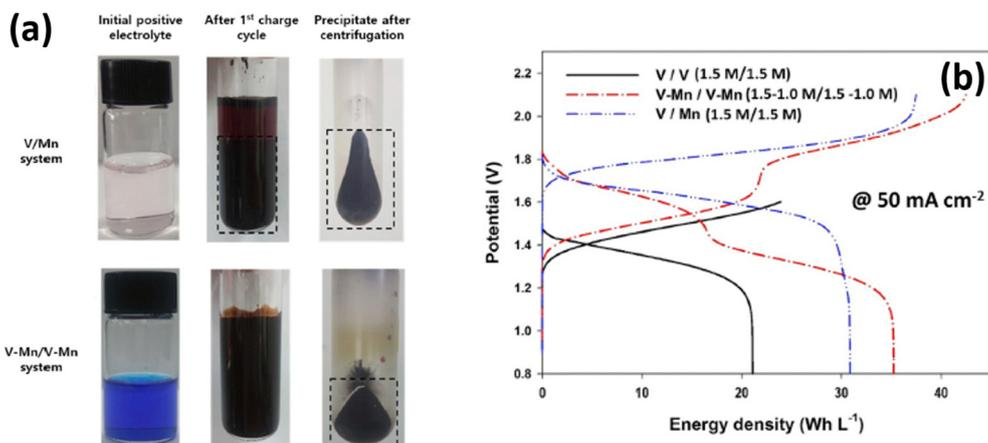 (a)
Initial positive
electrolyte
After 1st charge
cycle
Precipitate after
centrifugation
V/Mn
system
V-Mn/V-Mn
system
(b)
V / V (1.5 M/1.5 M)
V-Mn / V-Mn (1.5-1.0 M/1.5 -1.0 M)
V / Mn (1.5 M/1.5 M)
@ 50 mA cm-2
Potential (V)
2.2
2.0
1.8
1.6
1.4
1.2
1.0
0.8
0 10 20 30 40
Energy density (Wh L-1)